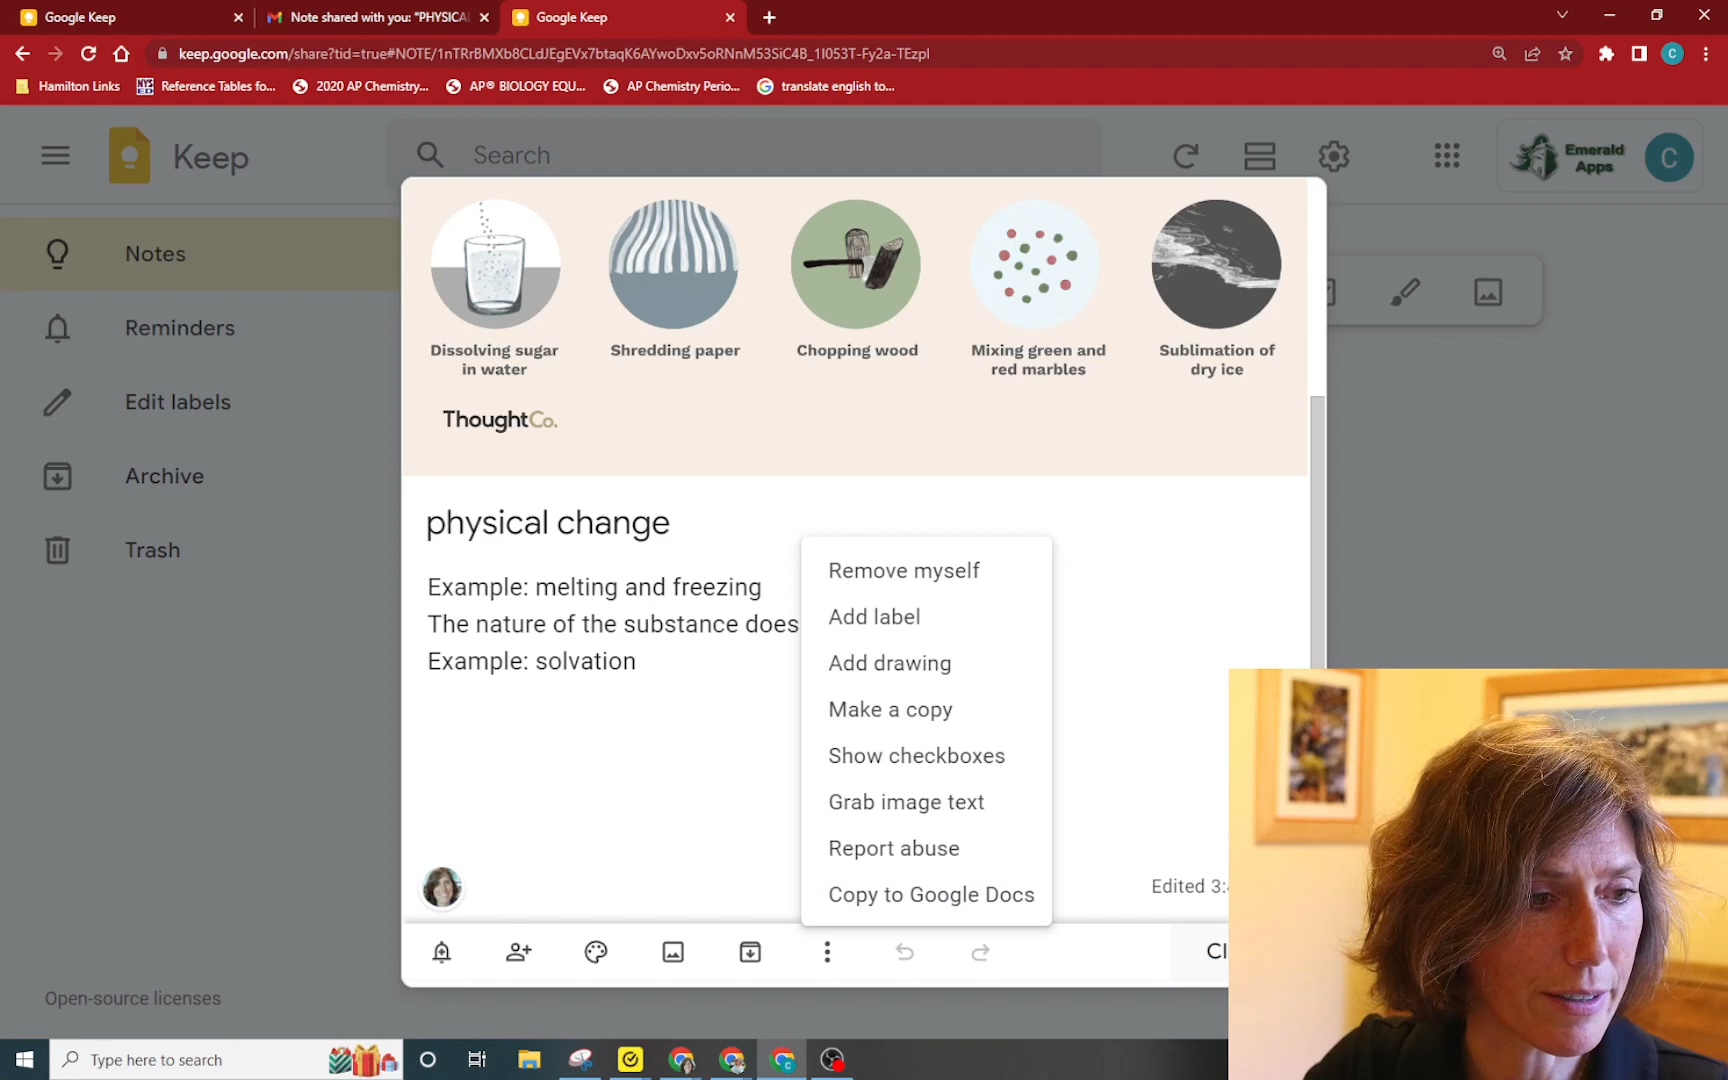 Google Keep
Note shared with you: "PHYSICAL
Google Keep
keep.google.com/share?tid=true#NOTE/1nTRrBMXb8CLdJEgEVx7btaqK6AYwoDxv5oRNnM53SiC4B_1I053T-Fy2a-TEzpI
C
Hamilton Links
Reference Tables fo...
2020 AP Chemistry...
AP® BIOLOGY EQU...
AP Chemistry Perio...
translate english to...
Keep
Search
Emerald
Apps
C
Notes
Reminders
Edit labels
Archive
Trash
Open-source licenses
Dissolving sugar
in water
Shredding paper
Chopping wood
Mixing green and
red marbles
Sublimation of
dry ice
ThoughtCo.
physical change
Example: melting and freezing
The nature of the substance does
Example: solvation
Remove myself
Add label
Add drawing
Make a copy
Show checkboxes
Grab image text
Report abuse
Copy to Google Docs
Edited 3:
Cl
Type here to search